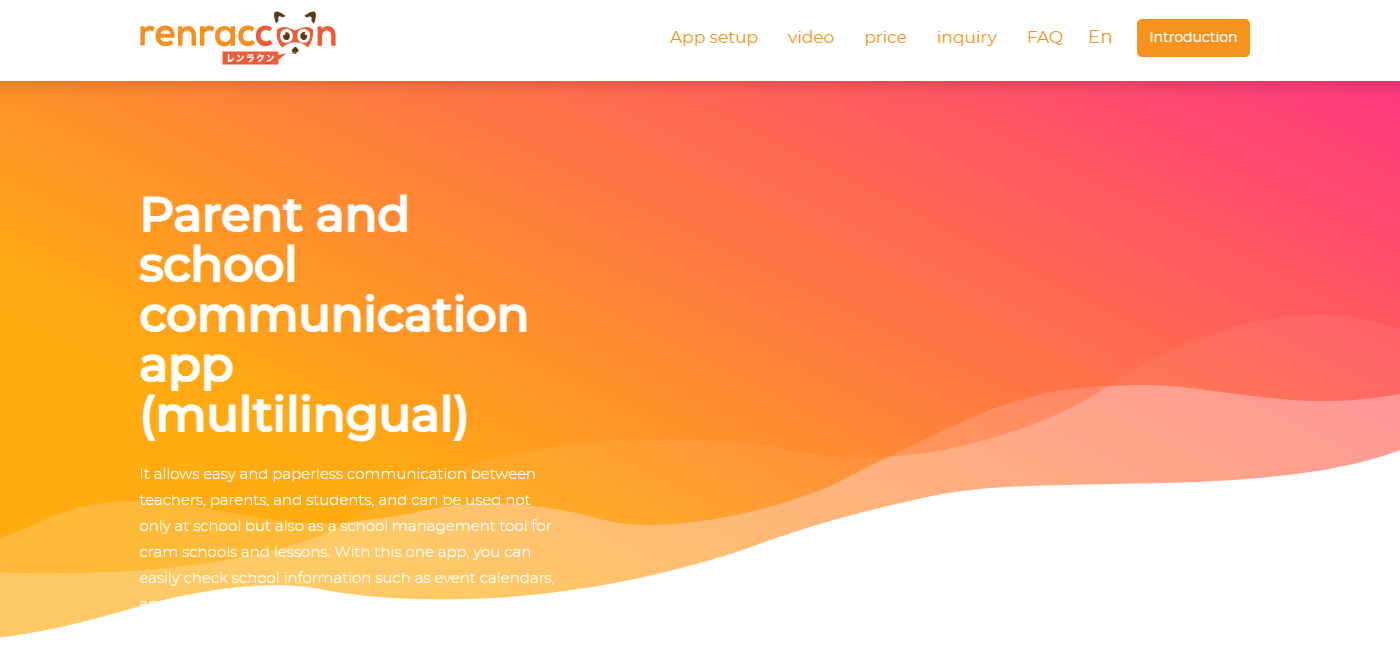 renraccoon
レンラクン
App setup video price inquiry FAQ En Introduction
Parent and
school
communication
app
(multilingual)
It allows easy and paperless communication between
teachers, parents, and students, and can be used not
only at school but also as a school management tool for
cram schools and lessons. With this one app, you can
easily check school information such as event calendars,